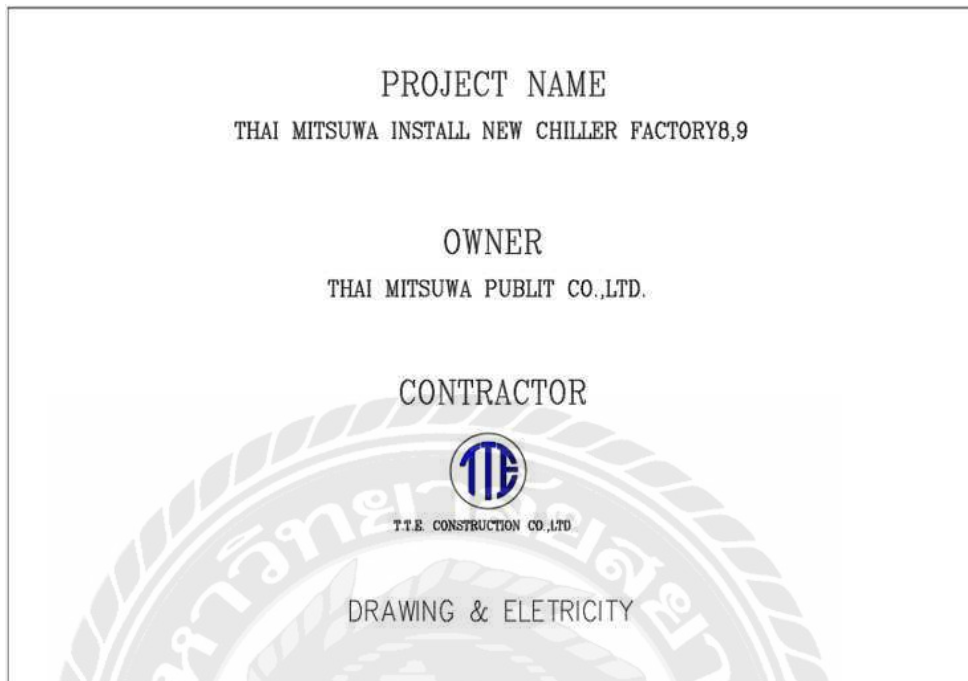 PROJECT NAME
THAI MITSUWA INSTALL NEW CHILLER FACTORY8,9
OWNER
THAI MITSUWA PUBLIT CO.,LTD.
CONTRACTOR
TTE
T.T.E. CONSTRUCTION CO.,LTD
DRAWING & ELETRICITY